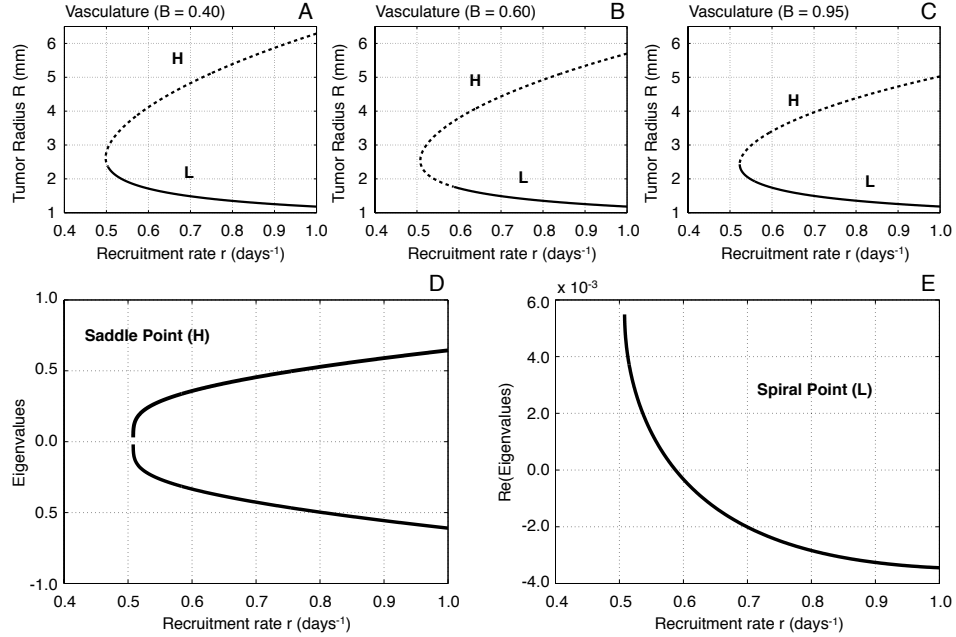 Vasculature (B = 0.40) A
Tumor Radius R (mm)
6
5
4
3
2
1
H
L
0.4 0.5 0.6 0.7 0.8 0.9 1.0
Recruitment rate r (days-1)
Vasculature (B = 0.60) B
Tumor Radius R (mm)
6
5
4
3
2
1
H
L
0.4 0.5 0.6 0.7 0.8 0.9 1.0
Recruitment rate r (days-1)
Vasculature (B = 0.95) C
Tumor Radius R (mm)
6
5
4
3
2
1
H
L
0.4 0.5 0.6 0.7 0.8 0.9 1.0
Recruitment rate r (days-1)
D
Eigenvalues
1.0
0.5
0.0
0.5
-1.0
Saddle Point (H)
0.4 0.5 0.6 0.7 0.8 0.9 1.0
Recruitment rate r (days-1)
x 10-3 E
Re(Eigenvalues)
6.0
4.0
2.0
0.0
-2.0
-4.0
Spiral Point (L)
0.4 0.5 0.6 0.7 0.8 0.9 1.0
Recruitment rate r (days-1)